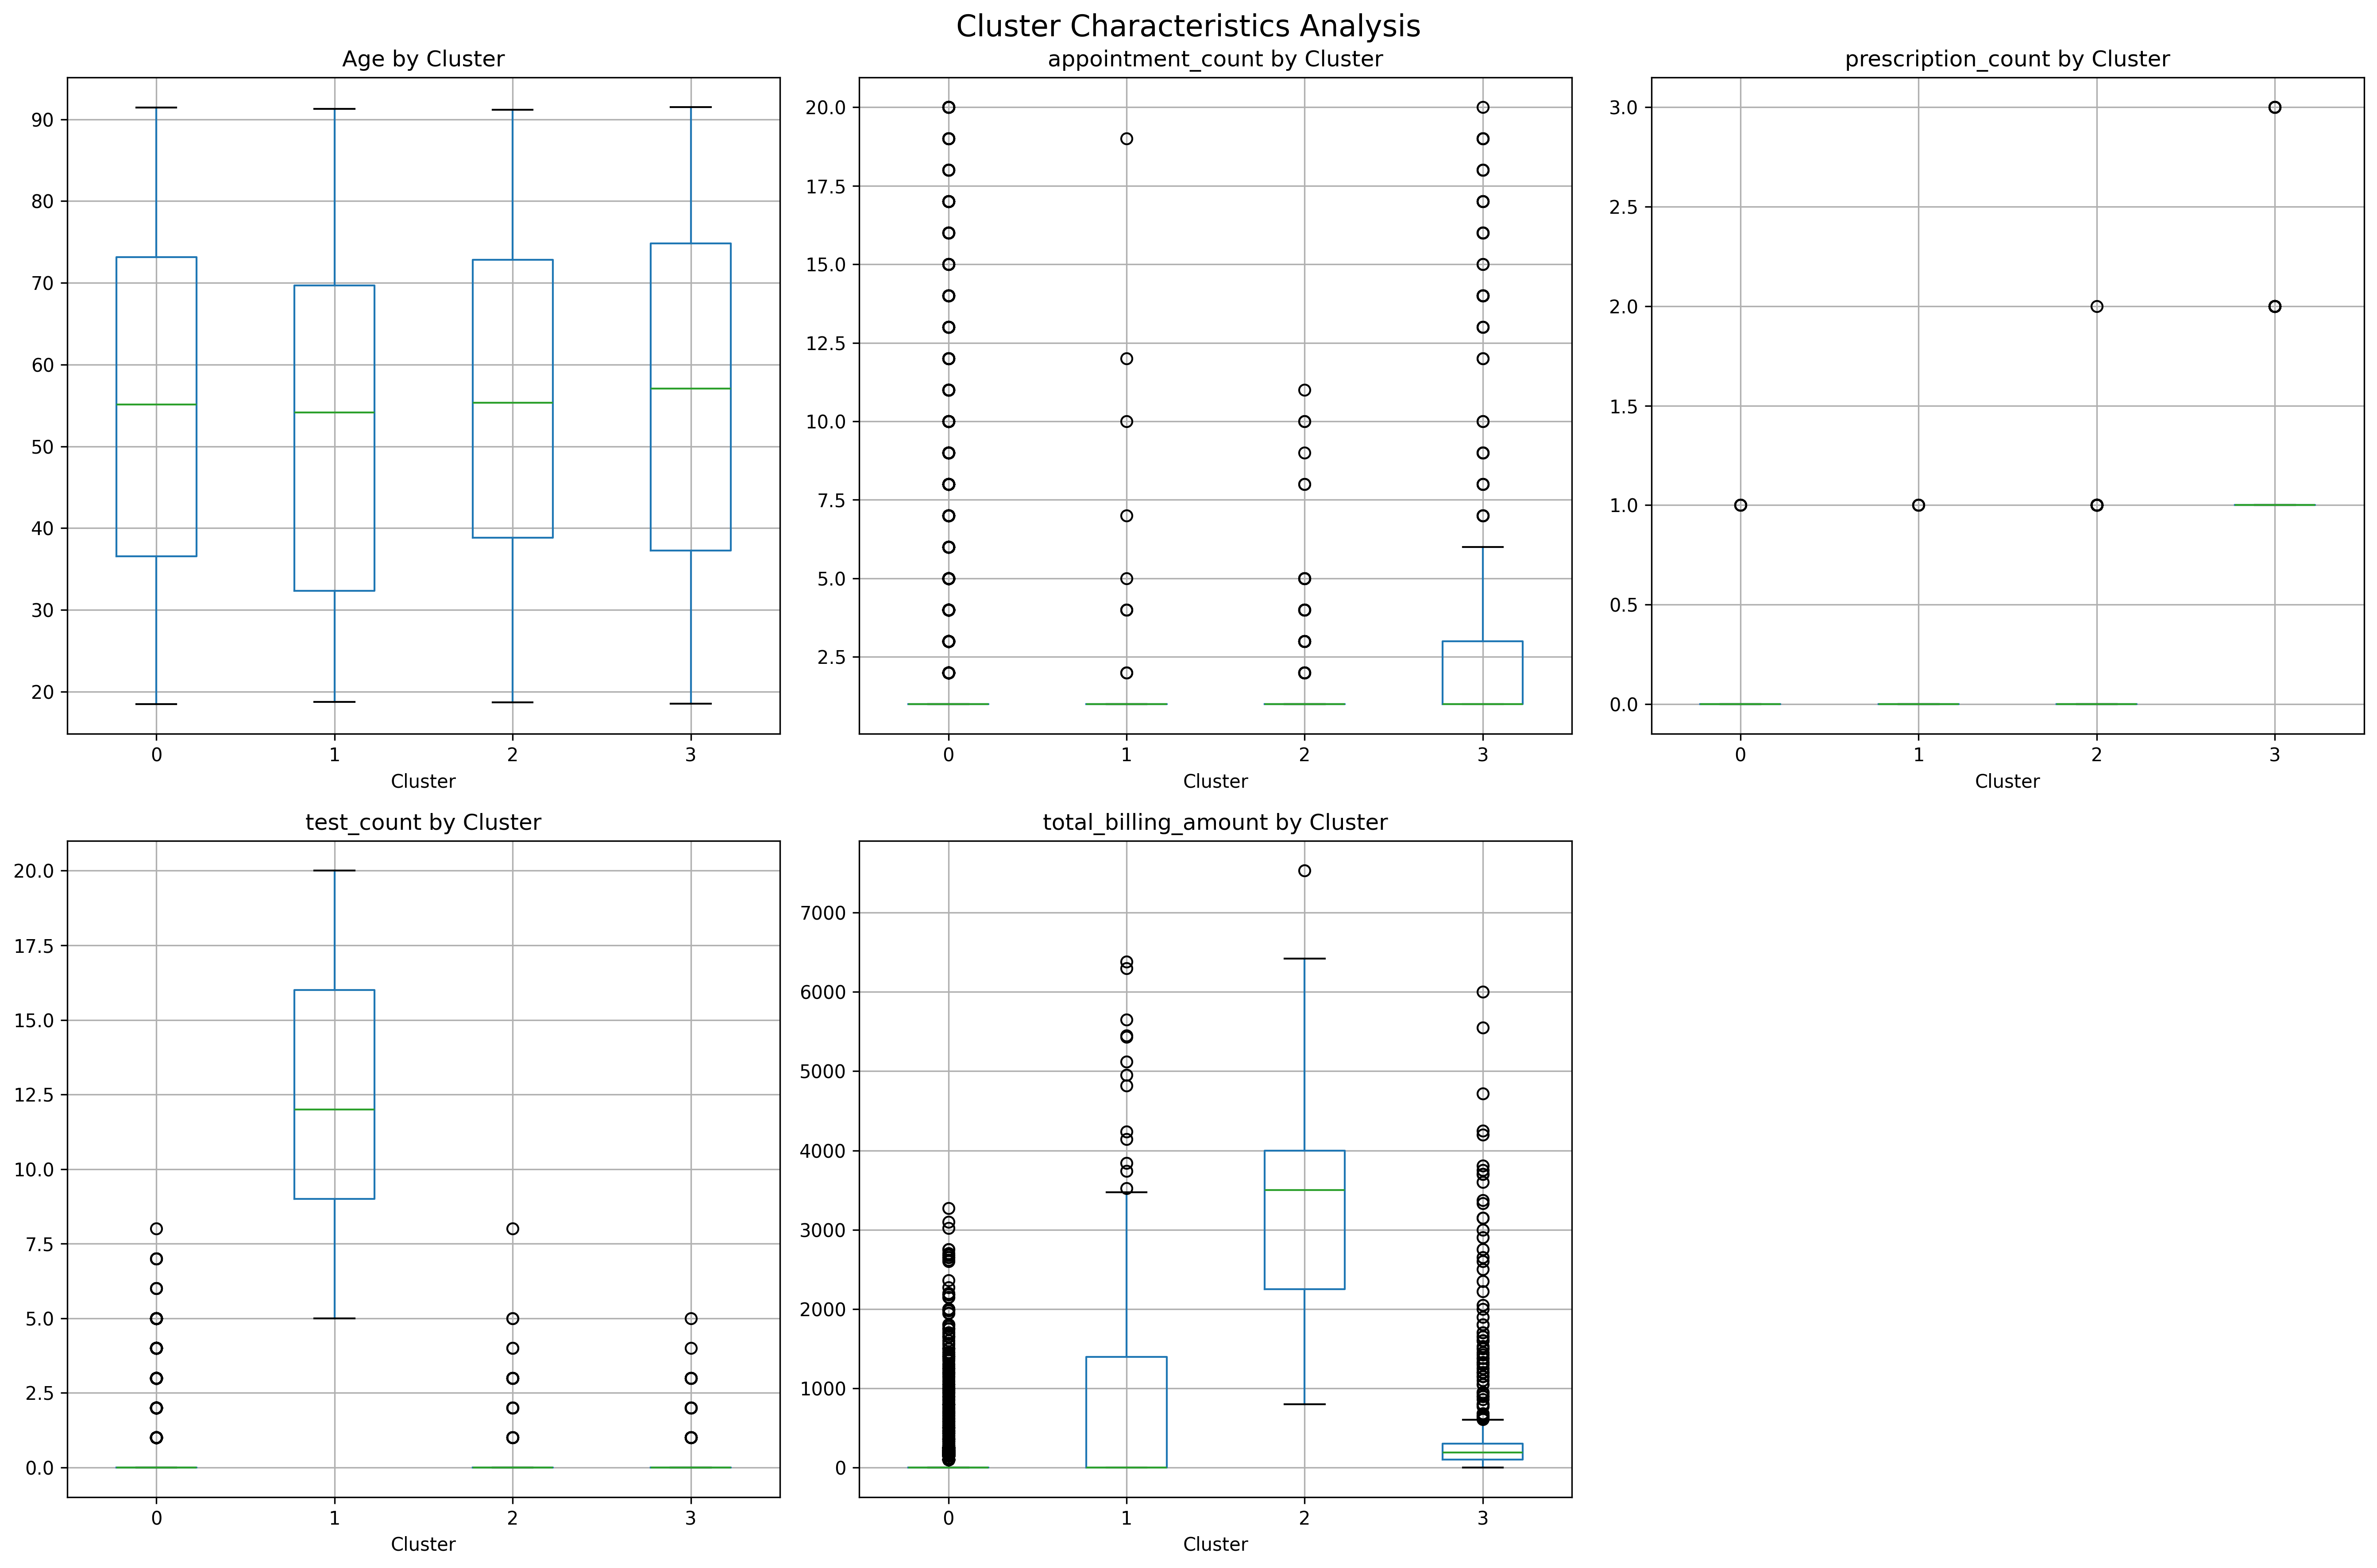 Cluster Characteristics Analysis
Age by Cluster
90
80
70
60
50
40
30
20
0 1 2 3
Cluster
appointment_count by Cluster
20.0
17.5
15.0
12.5
10.0
7.5
5.0
2.5
0 1 2 3
Cluster
prescription_count by Cluster
3.0
2.5
2.0
1.5
1.0
0.5
0.0
0 1 2 3
Cluster
test_count by Cluster
20.0
17.5
15.0
12.5
10.0
7.5
5.0
2.5
0.0
0 1 2 3
Cluster
total_billing_amount by Cluster
7000
6000
5000
4000
3000
2000
1000
0
0 1 2 3
Cluster